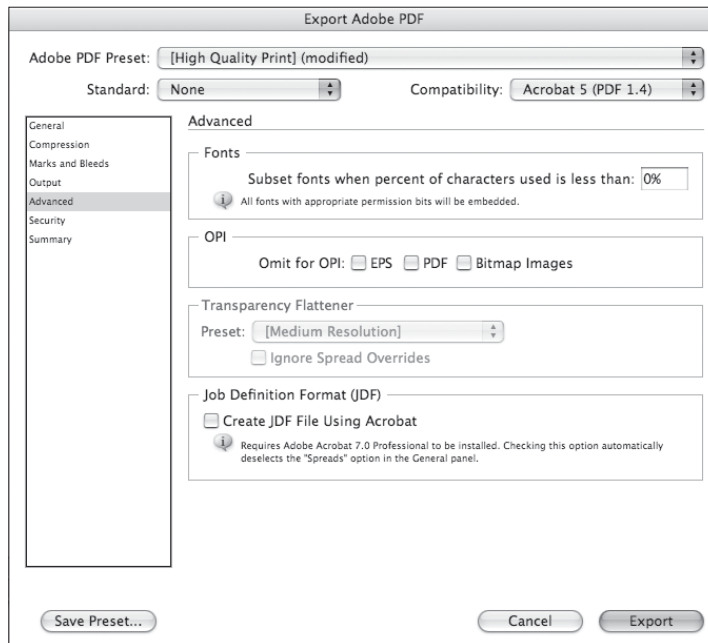 Export Adobe PDF
Adobe PDF Preset: [High Quality Print] (modified)
Standard: None Compatibility: Acrobat 5 (PDF 1.4)
General
Compression
Marks and Bleeds
Output
Advanced
Security
Summary
Advanced
Fonts
Subset fonts when percent of characters used is less than: 0%
All fonts with appropriate permission bits will be embedded.
OPI
Omit for OPI: EPS PDF Bitmap Images
Transparency Flattener
Preset: [Medium Resolution]
Ignore Spread Overrides
Job Definition Format (JDF)
Create JDF File Using Acrobat
Requires Adobe Acrobat 7.0 Professional to be installed. Checking this option automatically
deselects the "Spreads" option in the General panel.
Save Preset... Cancel Export